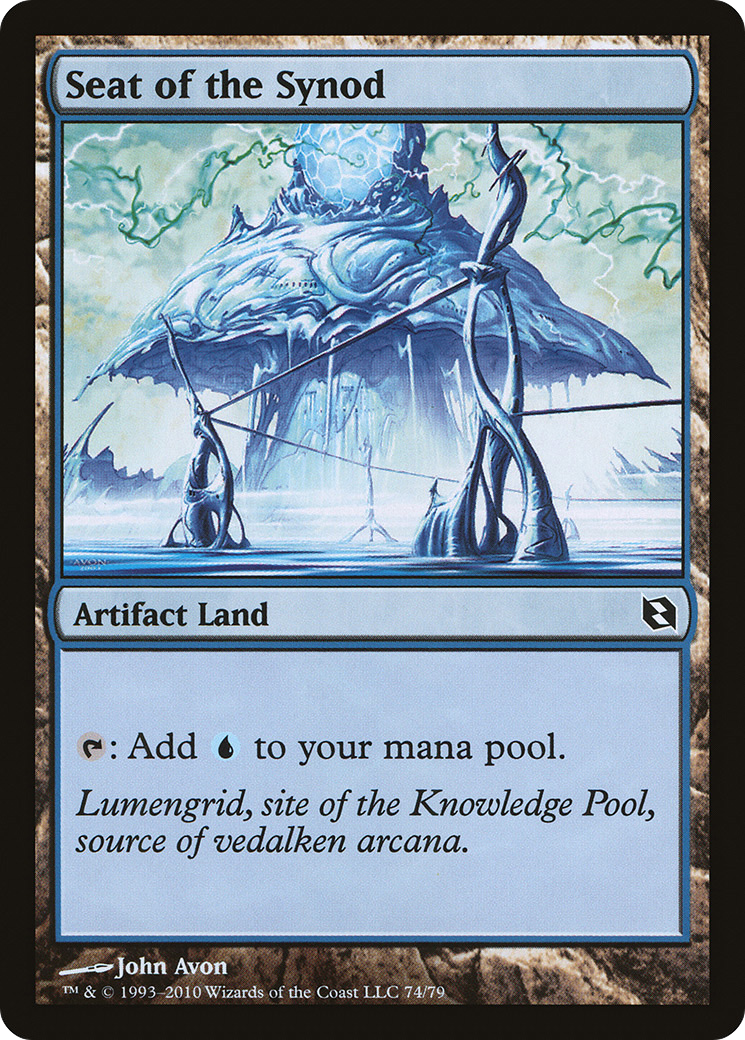 Seat of the Synod
AVON
Artifact Land
: Add to your mana pool.
Lumengrid, site of the Knowledge Pool,
source of vedalken arcana.
John Avon
™ & © 1993–2010 Wizards of the Coast LLC 74/79